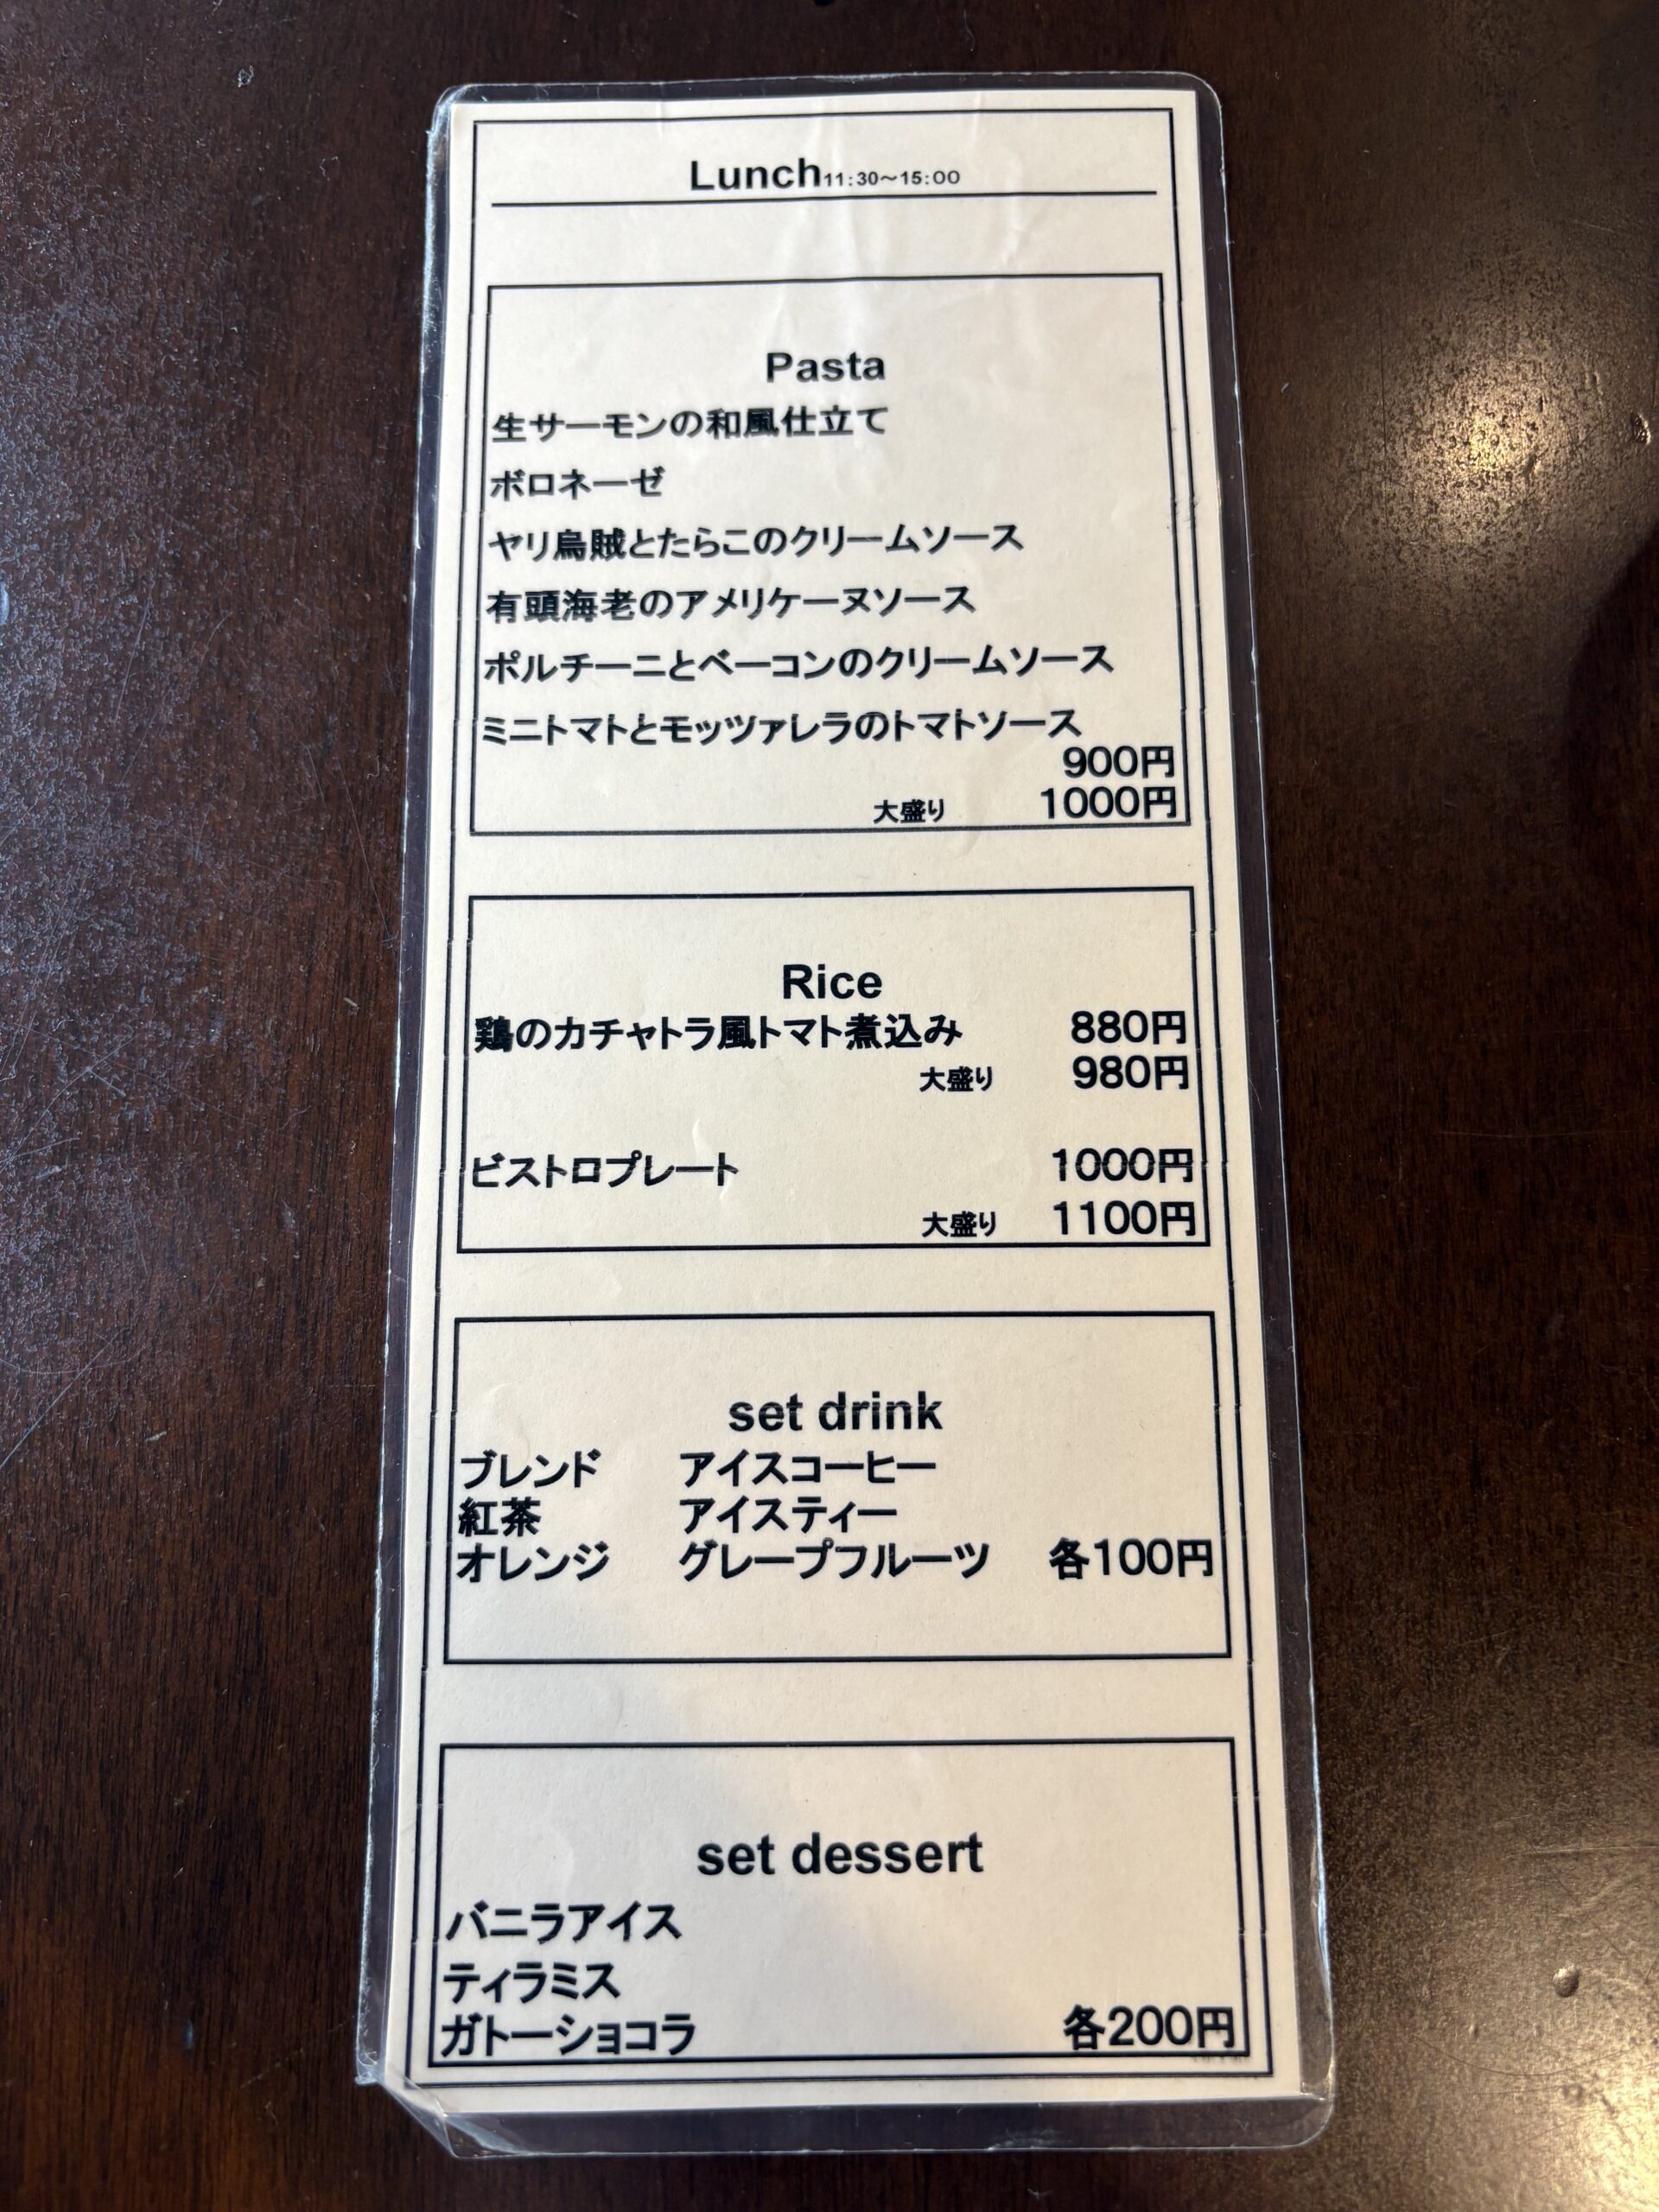 Lunch11:30～15:00
Pasta
生サーモンの和風仕立て
ボロネーゼ
ヤリ烏賊とたらこのクリームソース
有頭海老のアメリケーヌソース
ポルチーニとベーコンのクリームソース
ミニトマトとモッツァレラのトマトソース
900円
大盛り 1000円
Rice
鶏のカチャトラ風トマト煮込み 880円
大盛り 980円
ビストロプレート 1000円
大盛り 1100円
set drink
ブレンド アイスコーヒー
紅茶 アイスティー
オレンジ グレープフルーツ 各100円
set dessert
バニラアイス
ティラミス
ガトーショコラ 各200円